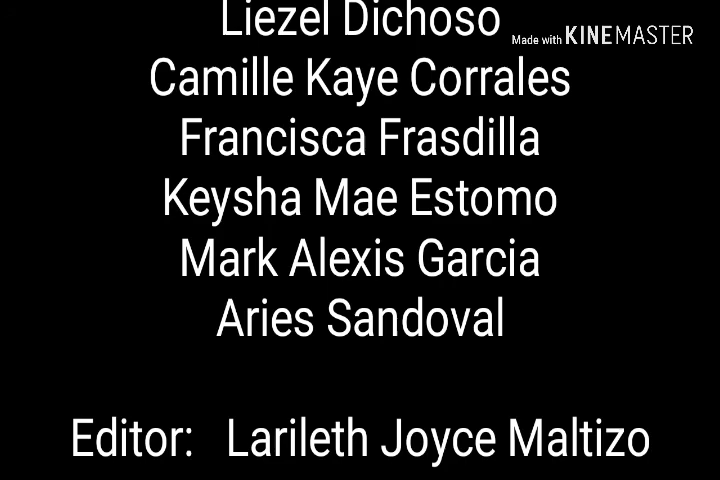 Liezel Dichoso
Made with KINEMASTER
Camille Kaye Corrales
Francisca Frasdilla
Keysha Mae Estomo
Mark Alexis Garcia
Aries Sandoval
Editor: Larileth Joyce Maltizo